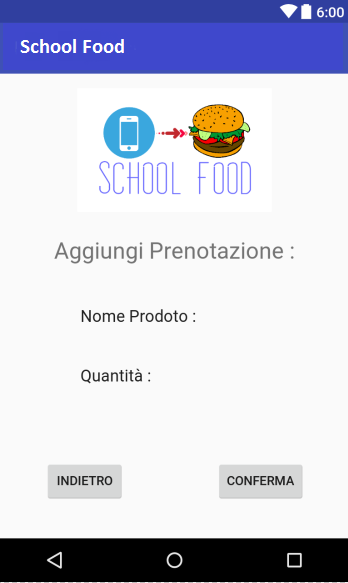 6:00
School Food
SCHOOL FOOD
Aggiungi Prenotazione :
Nome Prodoto :
Quantità :
INDIETRO
CONFERMA